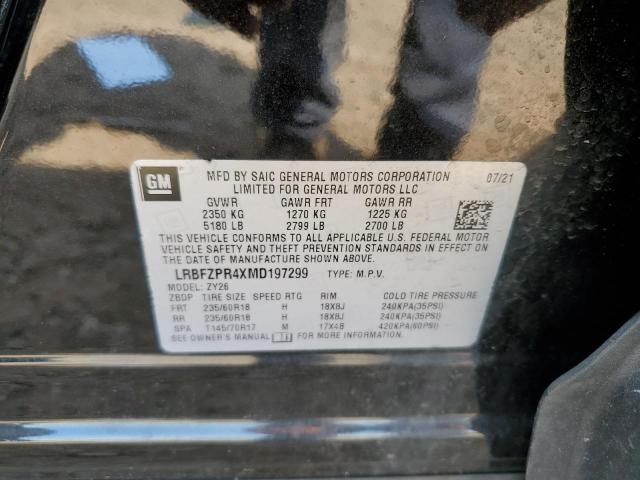 GM
MFD BY SAIC GENERAL MOTORS CORPORATION 07/21
LIMITED FOR GENERAL MOTORS LLC
GVWR GAWR FRT GAWR RR
2350 KG 1270 KG 1225 KG
5180 LB 2799 LB 2700 LB
THIS VEHICLE CONFORMS TO ALL APPLICABLE U.S. FEDERAL MOTOR
VEHICLE SAFETY AND THEFT PREVENTION STANDARDS IN EFFECT ON
THE DATE OF MANUFACTURE SHOWN ABOVE.
LRBFZPR4XMD197299 TYPE: M.P.V.
MODEL: ZY26
ZBDP TIRE SIZE SPEED RTG RIM COLD TIRE PRESSURE
FRT 235/60R18 H 18X8J 240KPA(35PSI)
RR 235/60R18 H 18X8J 240KPA(35PSI)
SPA T145/70R17 M 17X4B 420KPA(60PSI)
SEE OWNER'S MANUAL FOR MORE INFORMATION.